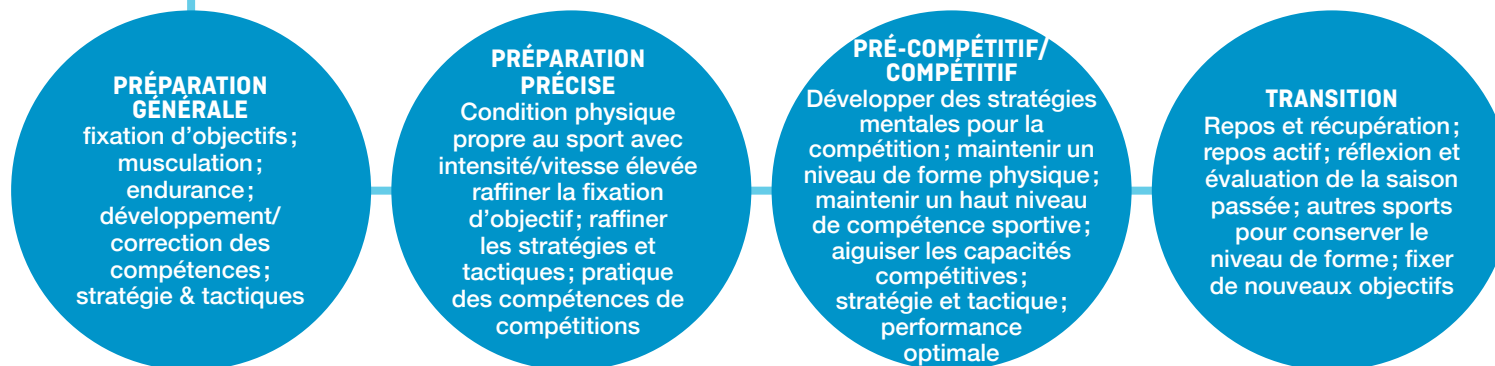 PRÉPARATION
GÉNÉRALE
fixation d’objectifs ;
musculation ;
endurance ;
développement/
correction des
compétences ;
stratégie & tactiques
PRÉPARATION
PRÉCISE
Condition physique
propre au sport avec
intensité/vitesse élevée
raffiner la fixation
d’objectif ; raffiner
les stratégies et
tactiques ; pratique
des compétences de
compétitions
PRÉ-COMPÉTITIF/
COMPÉTITIF
Développer des stratégies
mentales pour la
compétition ; maintenir un
niveau de forme physique ;
maintenir un haut niveau
de compétence sportive ;
aiguiser les capacités
compétitives ;
stratégie et tactique ;
performance
optimale
TRANSITION
Repos et récupération ;
repos actif ; réflexion et
évaluation de la saison
passée ; autres sports
pour conserver le
niveau de forme ; fixer
de nouveaux objectifs